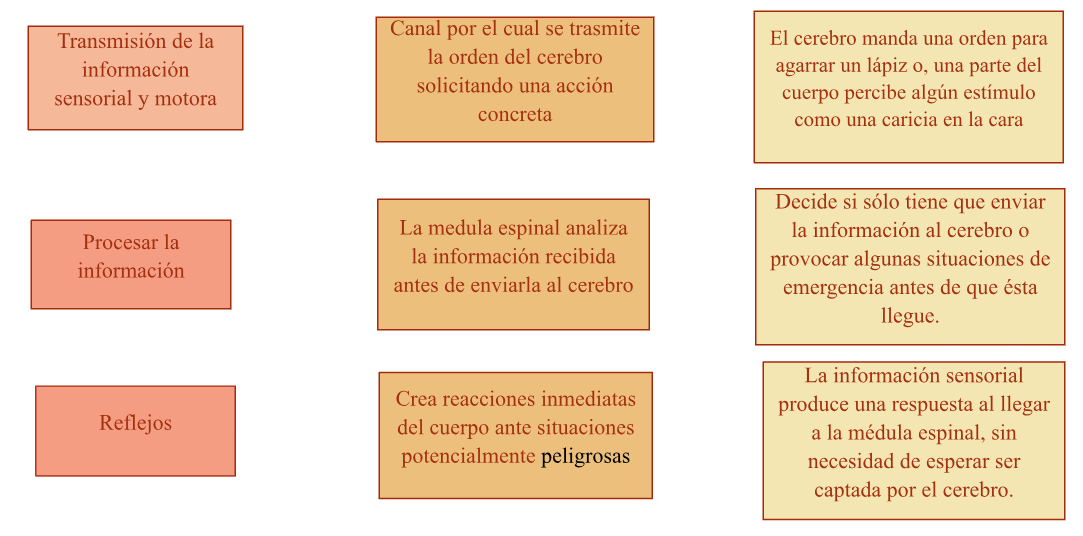 Transmisión de la
información
sensorial y motora
Canal por el cual se trasmite
la orden del cerebro
solicitando una acción
concreta
El cerebro manda una orden para
agarrar un lápiz o, una parte del
cuerpo percibe algún estímulo
como una caricia en la cara
Procesar la
información
La medula espinal analiza
la información recibida
antes de enviarla al cerebro
Decide si sólo tiene que enviar
la información al cerebro o
provocar algunas situaciones de
emergencia antes de que ésta
llegue.
Reflejos
Crea reacciones inmediatas
del cuerpo ante situaciones
potencialmente peligrosas
La información sensorial
produce una respuesta al llegar
a la médula espinal, sin
necesidad de esperar ser
captada por el cerebro.